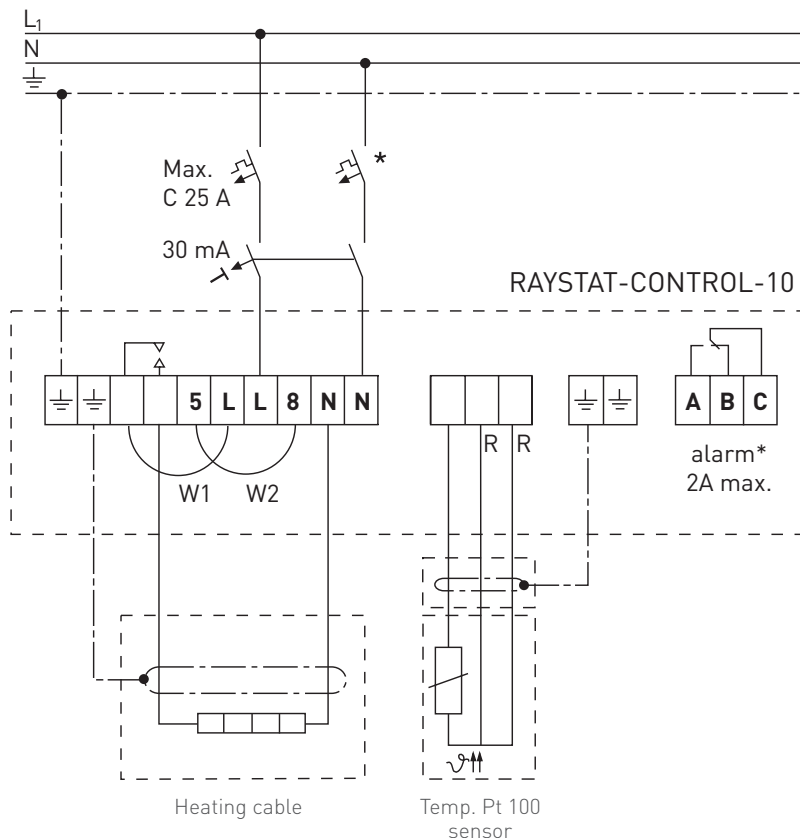 L₁
N
Max.
C 25 A
*
30 mA
RAYSTAT-CONTROL-10
5 L L 8 N N
A B C
R R
alarm*
2A max.
W1 W2
ϑ
Heating cable
Temp. Pt 100
sensor